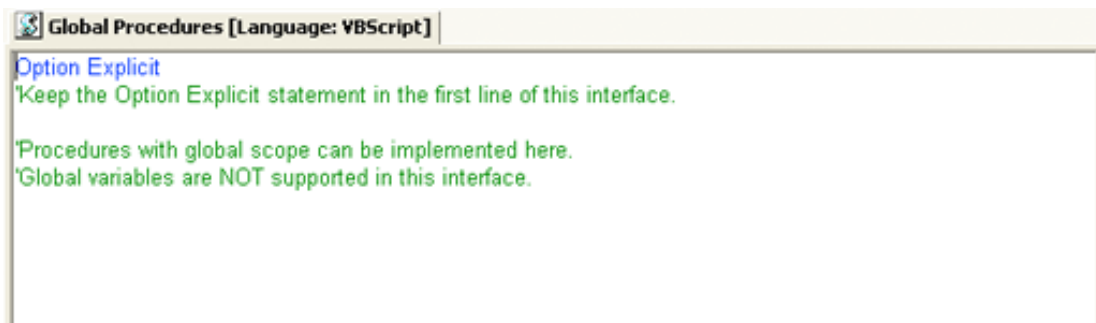 Global Procedures [Language: VBScript]
Option Explicit
'Keep the Option Explicit statement in the first line of this interface.
'Procedures with global scope can be implemented here.
'Global variables are NOT supported in this interface.